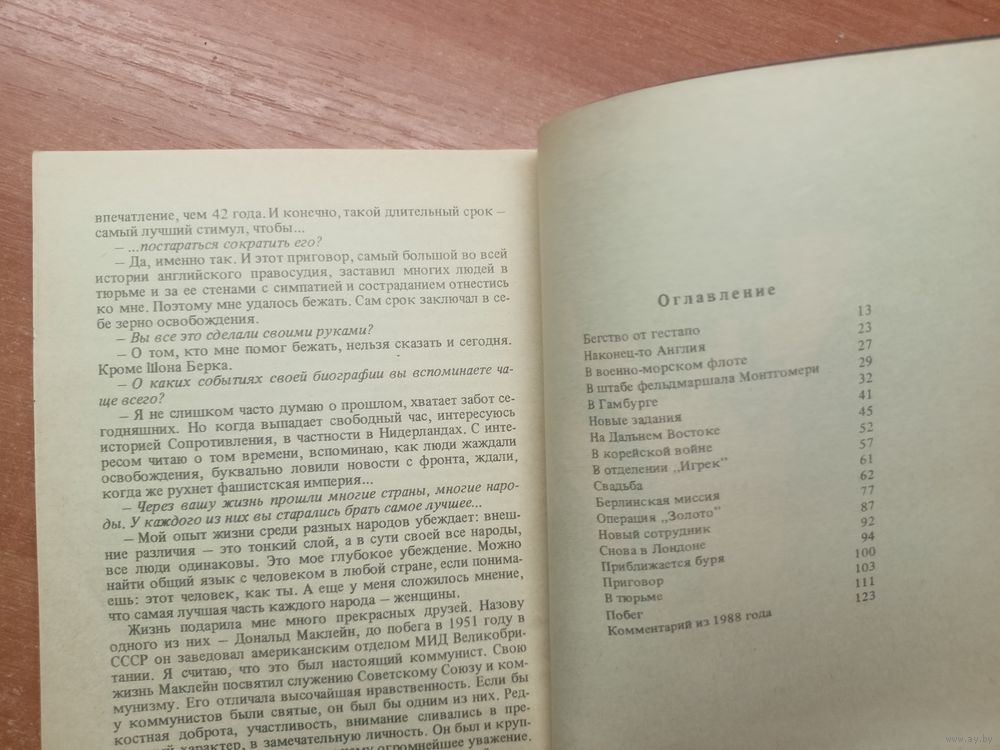 впечатление, чем 42 года. И конечно, такой длительный срок –
самый лучший стимул, чтобы...
– ...постараться сократить его?
– Да, именно так. И этот приговор, самый большой во всей
истории английского правосудия, заставил многих людей в
тюрьме и за ее стенами с симпатией и состраданием отнестись
ко мне. Поэтому мне удалось бежать. Сам срок заключал в се-
бе зерно освобождения.
– Вы все это сделали своими руками?
– О том, кто мне помог бежать, нельзя сказать и сегодня.
Кроме Шона Берка.
– О каких событиях своей биографии вы вспоминаете ча-
ще всего?
– Я не слишком часто думаю о прошлом, хватает забот се-
годняшних. Но когда выпадает свободный час, интересуюсь
историей Сопротивления, в частности в Нидерландах. С инте-
ресом читаю о том времени, вспоминаю, как люди жаждали
освобождения, буквально ловили новости с фронта, ждали,
когда же рухнет фашистская империя...
– Через вашу жизнь прошли многие страны, многие наро-
ды. У каждого из них вы старались брать самое лучшее...
– Мой опыт жизни среди разных народов убеждает: внеш-
ние различия – это тонкий слой, а в сути своей все народы,
все люди одинаковы. Это мое глубокое убеждение. Можно
найти общий язык с человеком в любой стране, если понима-
ешь: этот человек, как ты. А еще у меня сложилось мнение,
что самая лучшая часть каждого народа – женщины.
Жизнь подарила мне много прекрасных друзей. Назову
одного из них – Дональд Маклейн, до побега в 1951 году в
СССР он заведовал американским отделом МИД Великобри-
тании. Я считаю, что это был настоящий коммунист. Свою
жизнь Маклейн посвятил служению Советскому Союзу и ком-
мунизму. Его отличала высочайшая нравственность. Если бы
у коммунистов были святые, он был бы одним из них. Ред-
костная доброта, участливость, внимание сливались в пре-
характер, в замечательную личность. Он был и круп-
огромнейшее уважение.
Оглавление
Бегство от гестапо 13
Наконец-то Англия 23
В военно-морском флоте 27
В штабе фельдмаршала Монтгомери 29
В Гамбурге 32
Новые задания 41
На Дальнем Востоке 45
В корейской войне 52
В отделении „Игрек" 57
Свадьба 61
Берлинская миссия 62
Операция „Золото" 77
Новый сотрудник 87
Снова в Лондоне 92
Приближается буря 94
Приговор 100
В тюрьме 103
Побег 111
Комментарий из 1988 года 123
www.ay.by